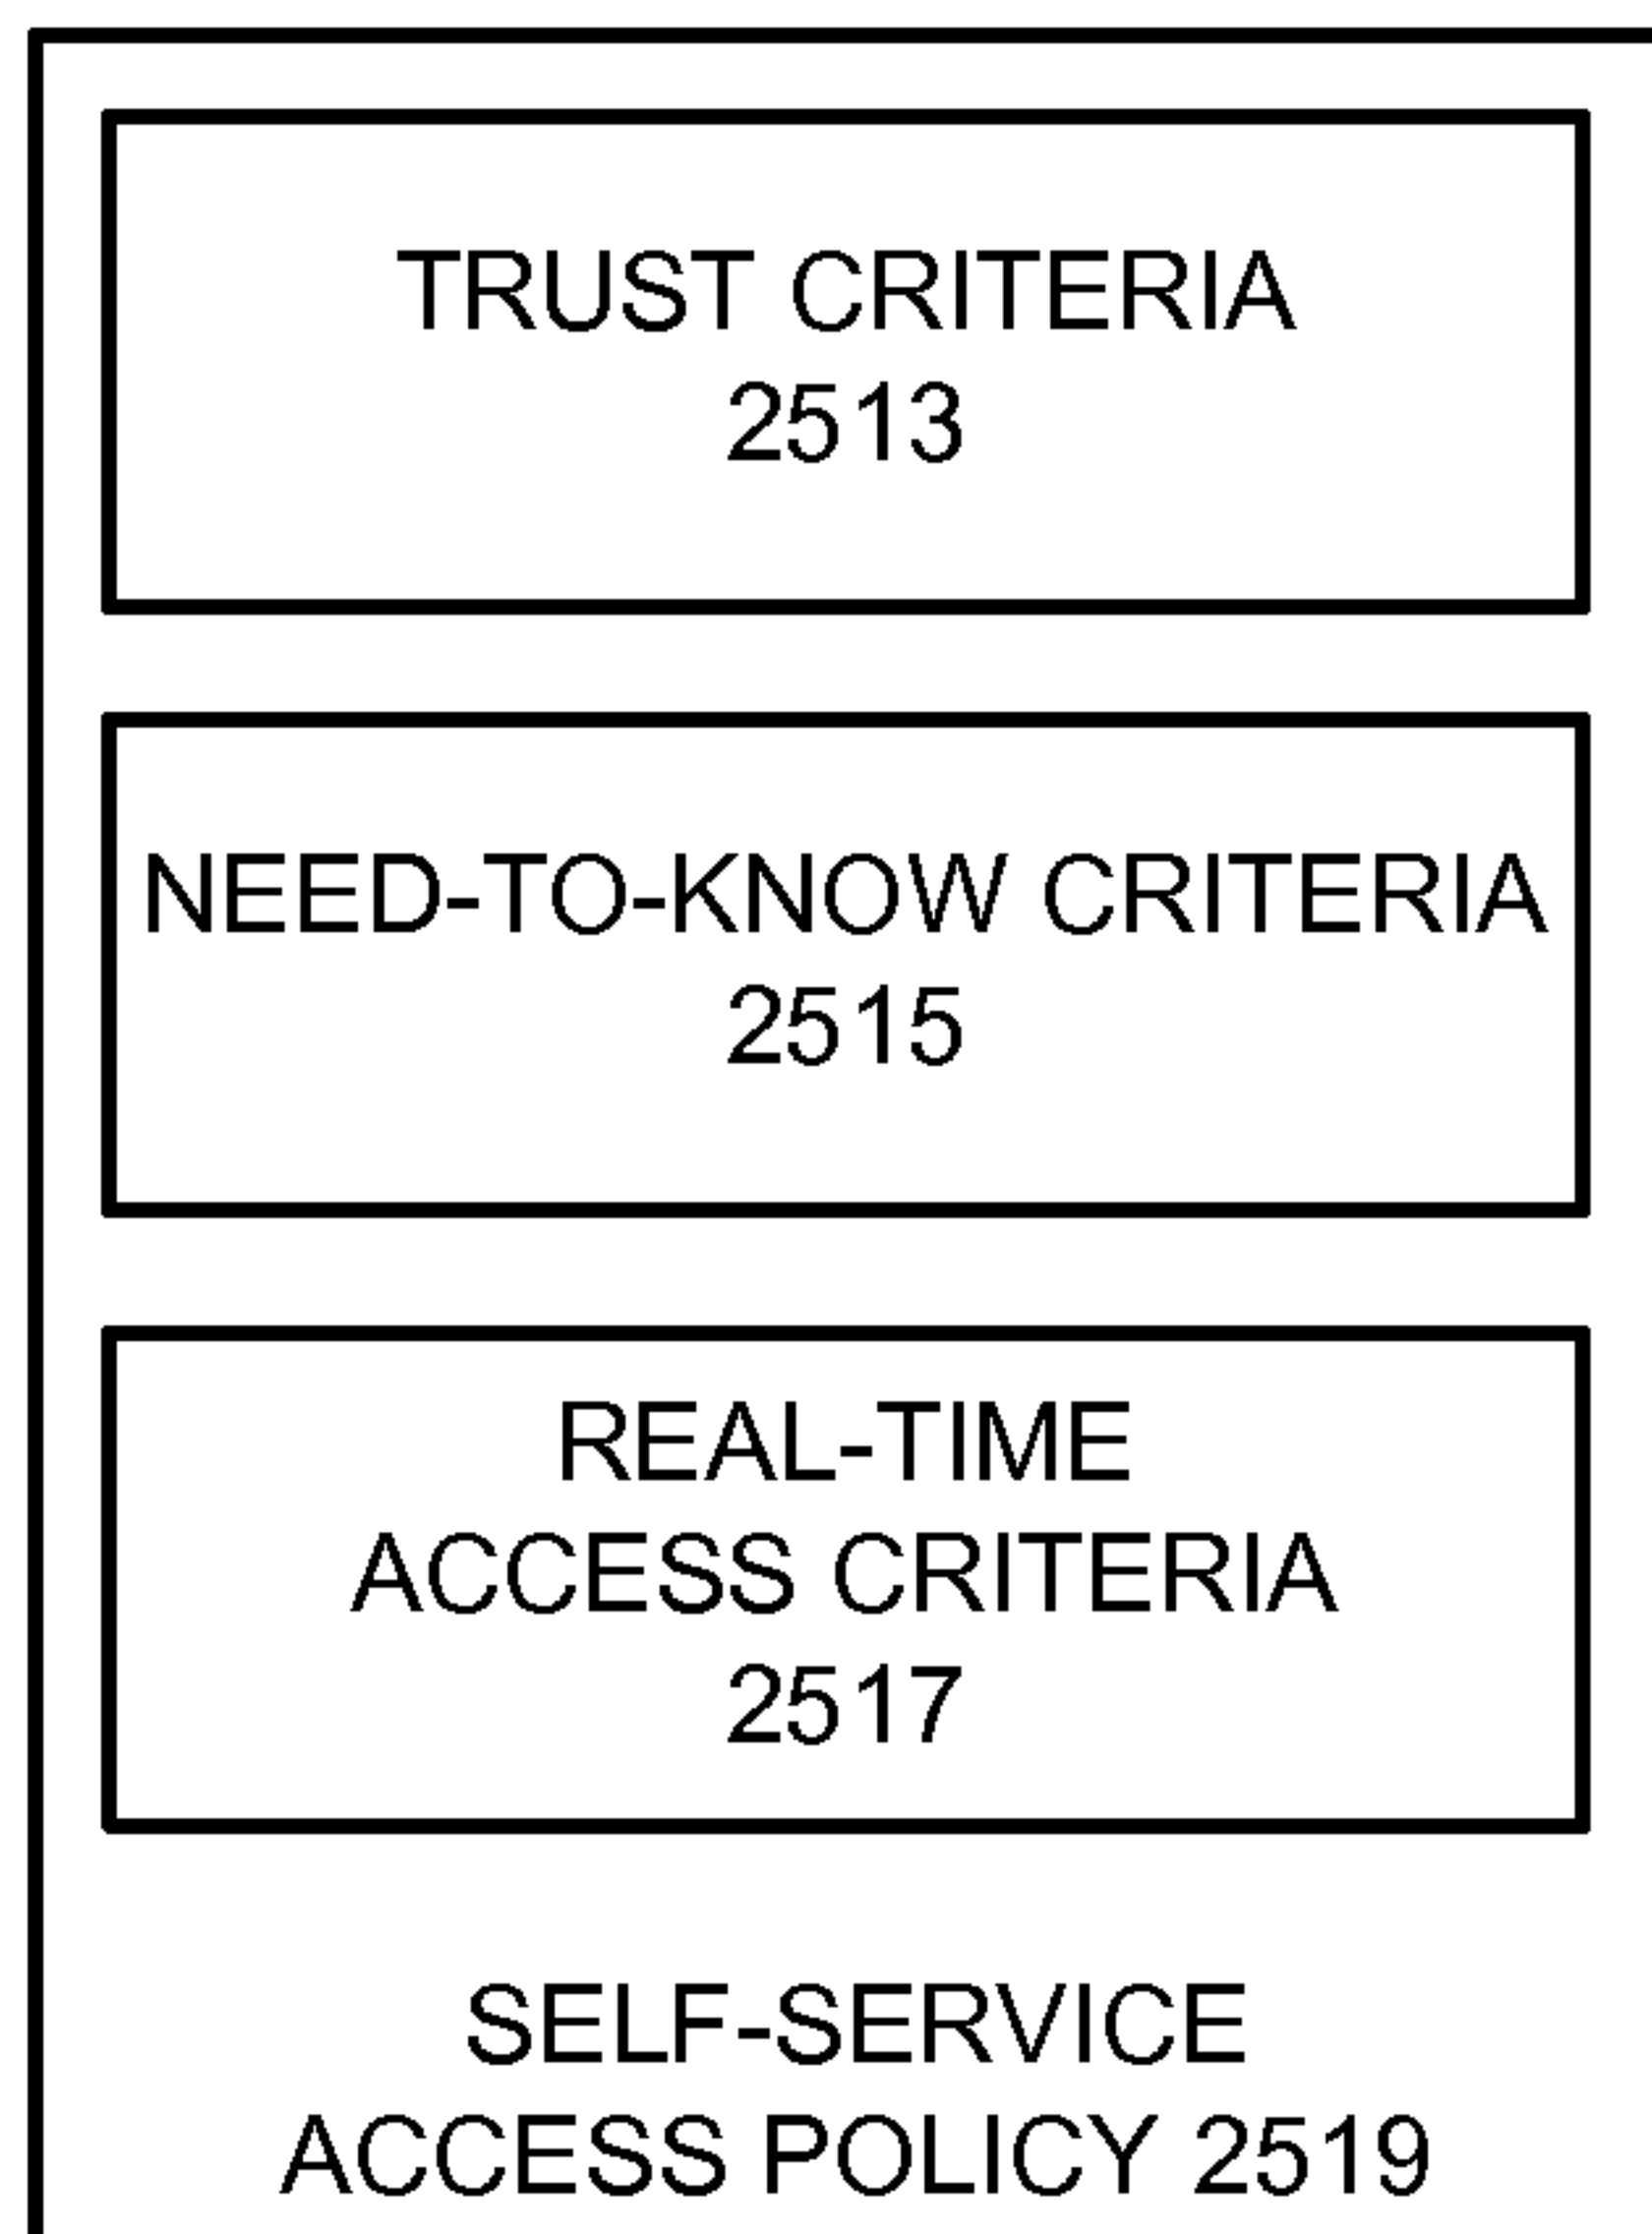 TRUST CRITERIA
2513
NEED-TO-KNOW CRITERIA
2515
REAL-TIME
ACCESS CRITERIA
2517
SELF-SERVICE
ACCESS POLICY 2519